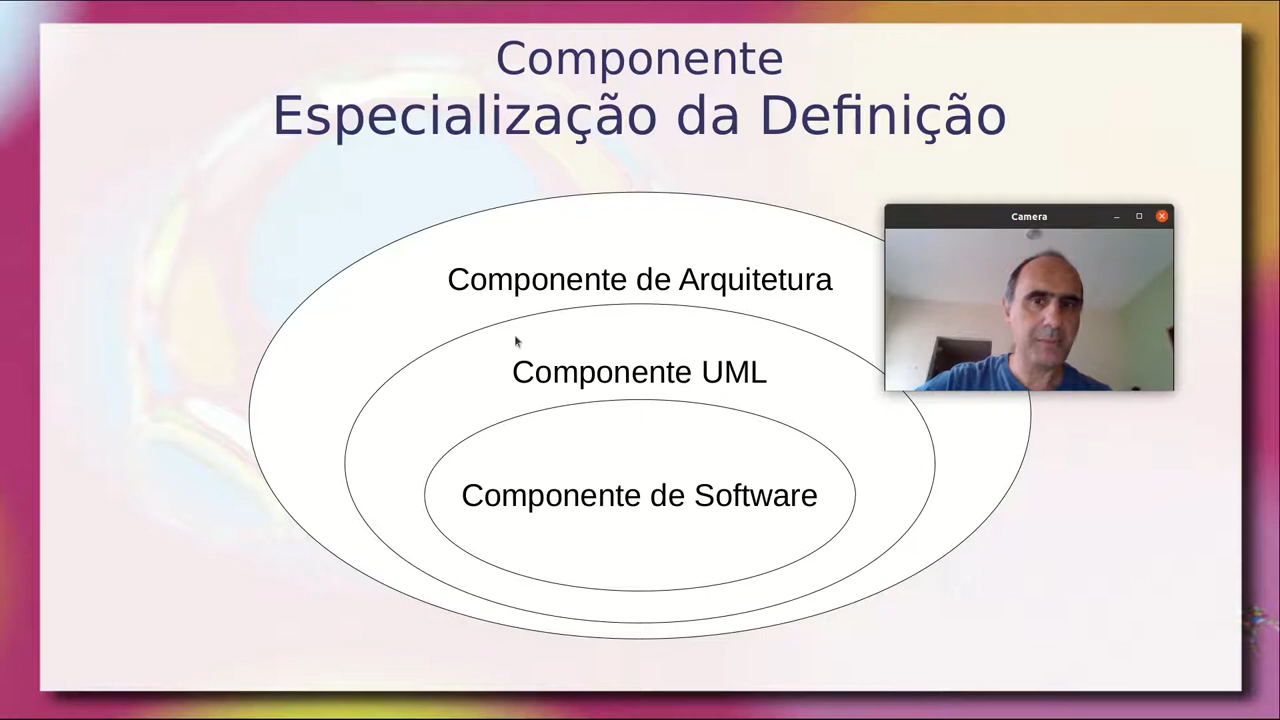 Componente
Especialização da Definição
Camera
Componente de Arquitetura
Componente UML
Componente de Software